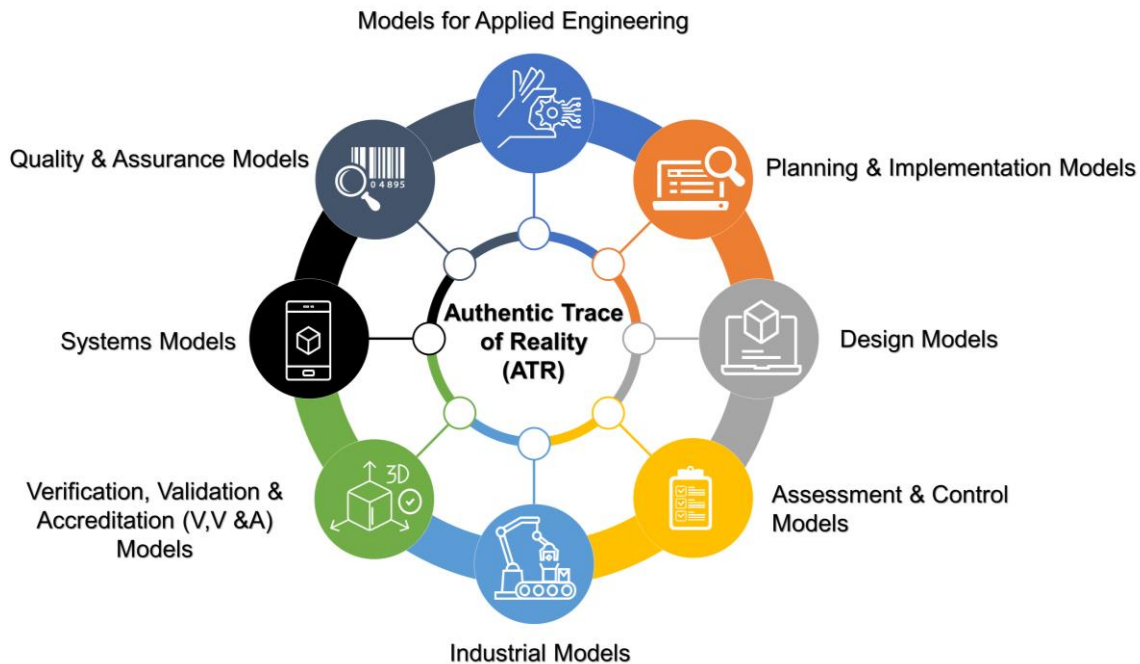 Models for Applied Engineering
Quality & Assurance Models
04895
Planning & Implementation Models
Authentic Trace
of Reality
(ATR)
Systems Models
Design Models
3D
Verification, Validation &
Accreditation (V,V &A)
Models
Assessment & Control
Models
Industrial Models